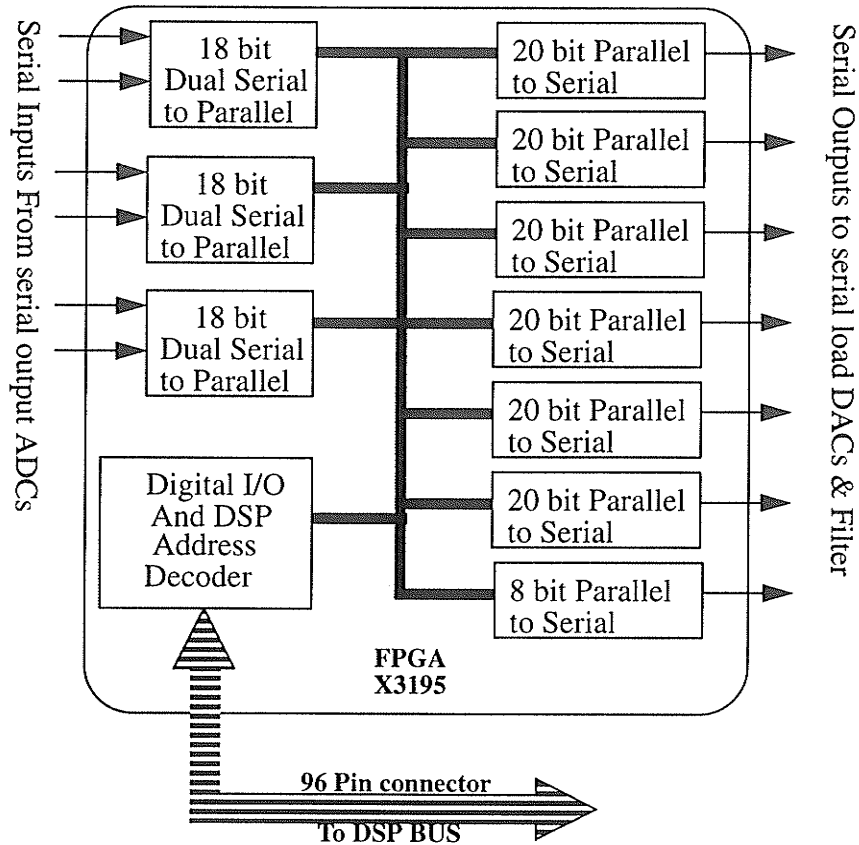 Serial Inputs From serial output ADCs
18 bit
Dual Serial
to Parallel
18 bit
Dual Serial
to Parallel
18 bit
Dual Serial
to Parallel
Digital I/O
And DSP
Address
Decoder
20 bit Parallel
to Serial
20 bit Parallel
to Serial
20 bit Parallel
to Serial
20 bit Parallel
to Serial
20 bit Parallel
to Serial
20 bit Parallel
to Serial
8 bit Parallel
to Serial
Serial Outputs to serial load DACs & Filter
FPGA
X3195
96 Pin connector
To DSP BUS